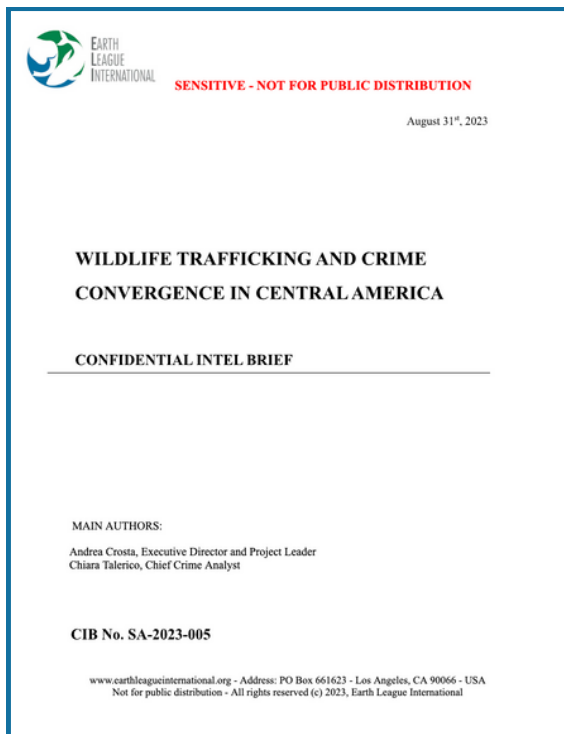 EARTH
LEAGUE
INTERNATIONAL
SENSITIVE - NOT FOR PUBLIC DISTRIBUTION
August 31st, 2023
WILDLIFE TRAFFICKING AND CRIME
CONVERGENCE IN CENTRAL AMERICA
CONFIDENTIAL INTEL BRIEF
MAIN AUTHORS:
Andrea Crosta, Executive Director and Project Leader
Chiara Talerico, Chief Crime Analyst
CIB No. SA-2023-005
www.earthleagueinternational.org - Address: PO Box 661623 - Los Angeles, CA 90066 - USA
Not for public distribution - All rights reserved (c) 2023, Earth League International